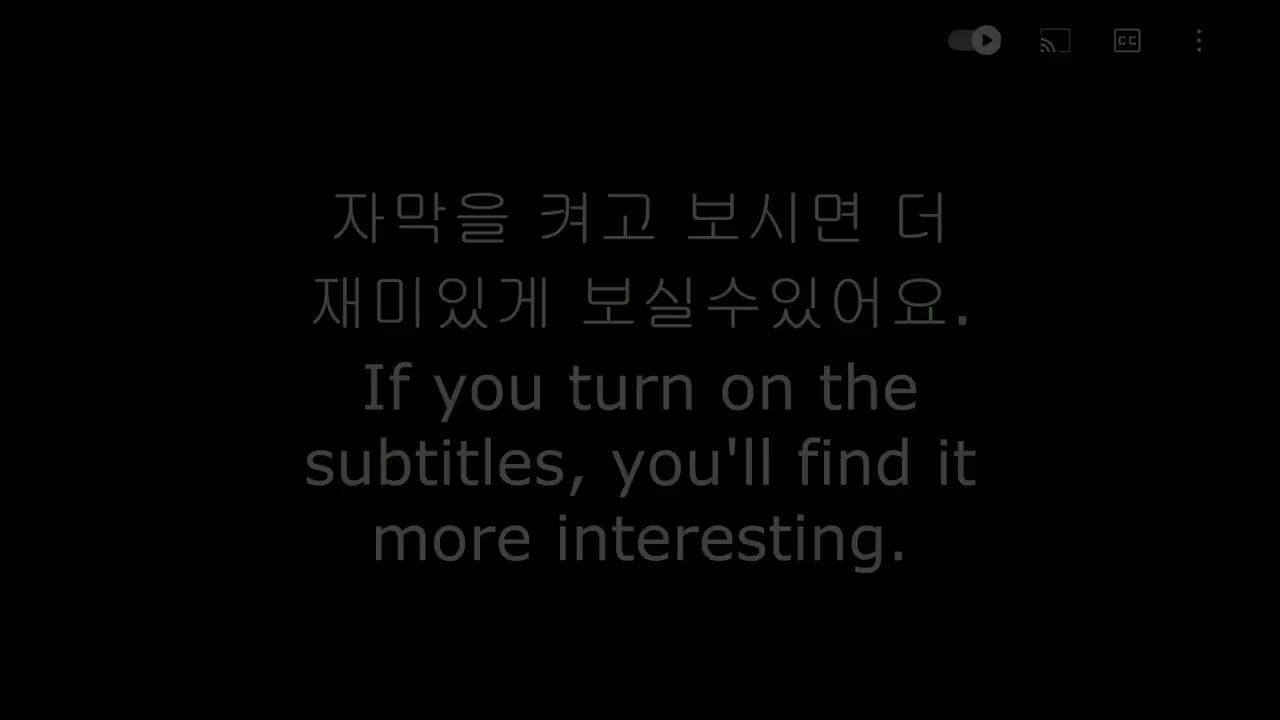 CC
자막을 켜고 보시면 더
재미있게 보실수있어요.
If you turn on the
subtitles, you'll find it
more interesting.